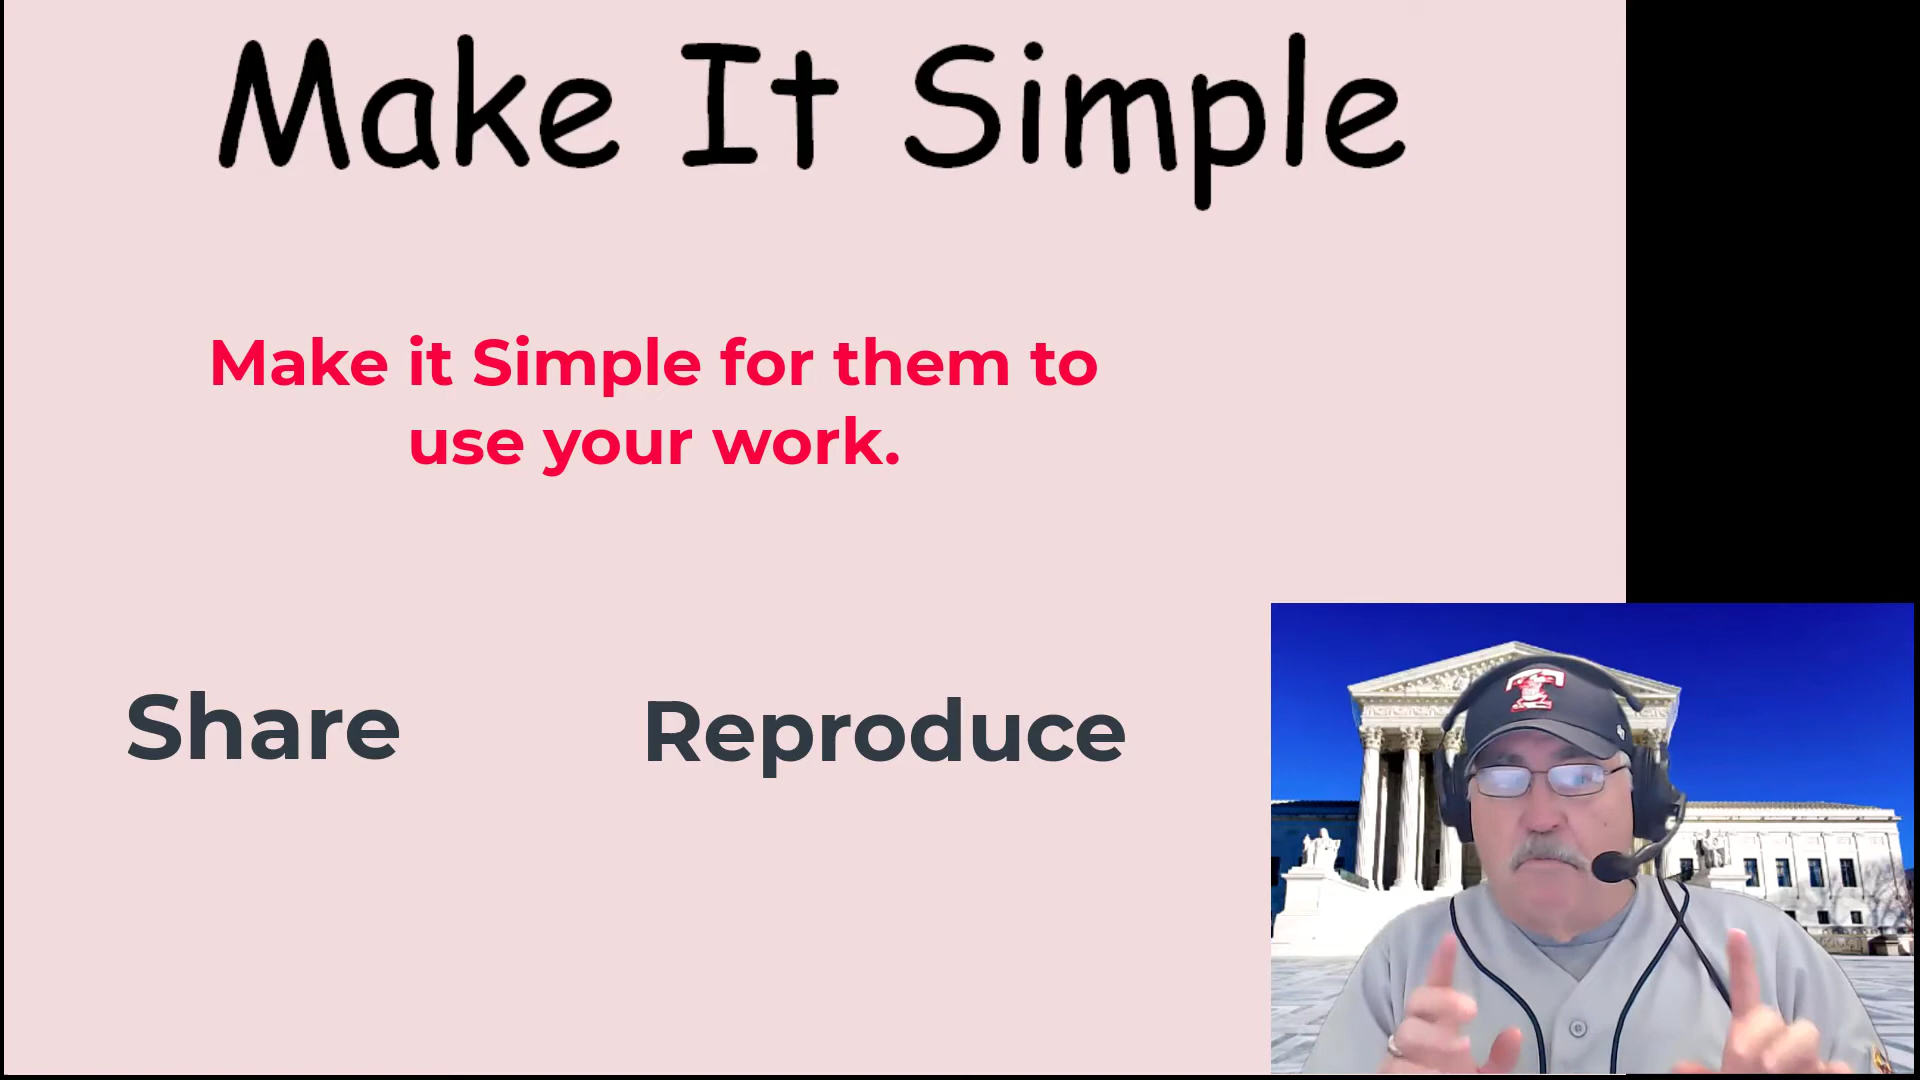 Make It Simple
Make it Simple for them to
use your work.
Share
Reproduce
T